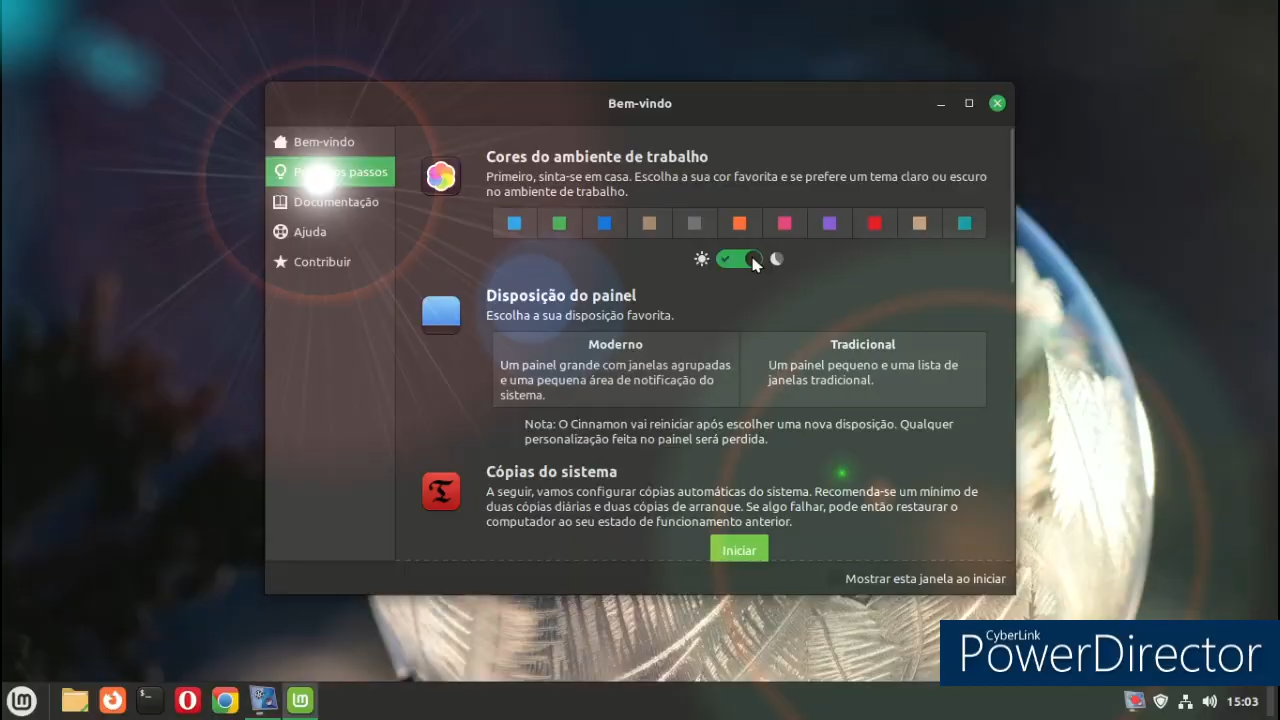 Bem-vindo
Bem-vindo
passos
Documentação
Ajuda
Contribuir
Cores do ambiente de trabalho
Primeiro, sinta-se em casa. Escolha a sua cor favorita e se prefere um tema claro ou escuro
no ambiente de trabalho.
Disposição do painel
Escolha a sua disposição favorita.
Moderno
Um painel grande com janelas agrupadas
e uma pequena área de notificação do
sistema.
Tradicional
Um painel pequeno e uma lista de
janelas tradicional.
Nota: O Cinnamon vai reiniciar após escolher uma nova disposição. Qualquer
personalização feita no painel será perdida.
Cópias do sistema
A seguir, vamos configurar cópias automáticas do sistema. Recomenda-se um mínimo de
duas cópias diárias e duas cópias de arranque. Se algo falhar, pode então restaurar o
computador ao seu estado de funcionamento anterior.
Iniciar
Mostrar esta janela ao iniciar
CyberLink
PowerDirector
15:03